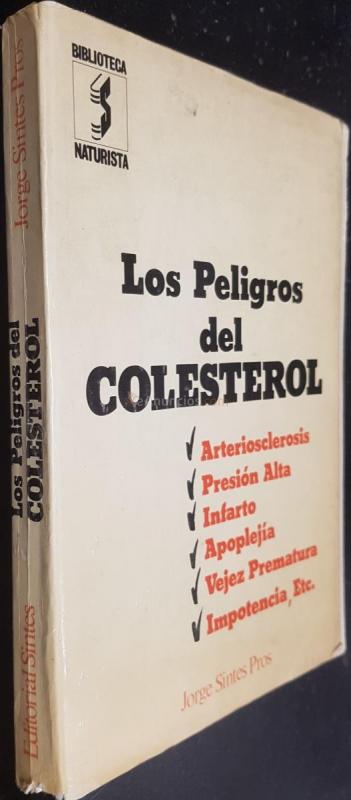 BIBLIOTECA
S
NATURISTA
Los Peligros
del
COLESTEROL
Arteriosclerosis
Presión Alta
Infarto
Apoplejía
Vejez Prematura
Impotencia, Etc.
Jorge Sintes Pros
Jorge Sintes Pros
Los Peligros del
COLESTEROL
Editorial Sintes